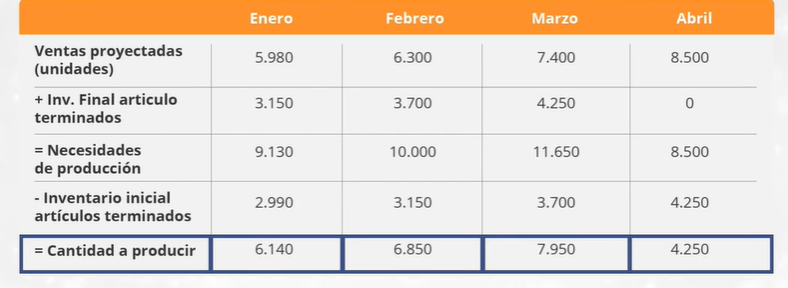 Enero Febrero Marzo Abril
Ventas proyectadas
(unidades) 5.980 6.300 7.400 8.500
+ Inv. Final articulo
terminados 3.150 3.700 4.250 0
= Necesidades
de producción 9.130 10.000 11.650 8.500
- Inventario inicial
artículos terminados 2.990 3.150 3.700 4.250
= Cantidad a producir 6.140 6.850 7.950 4.250